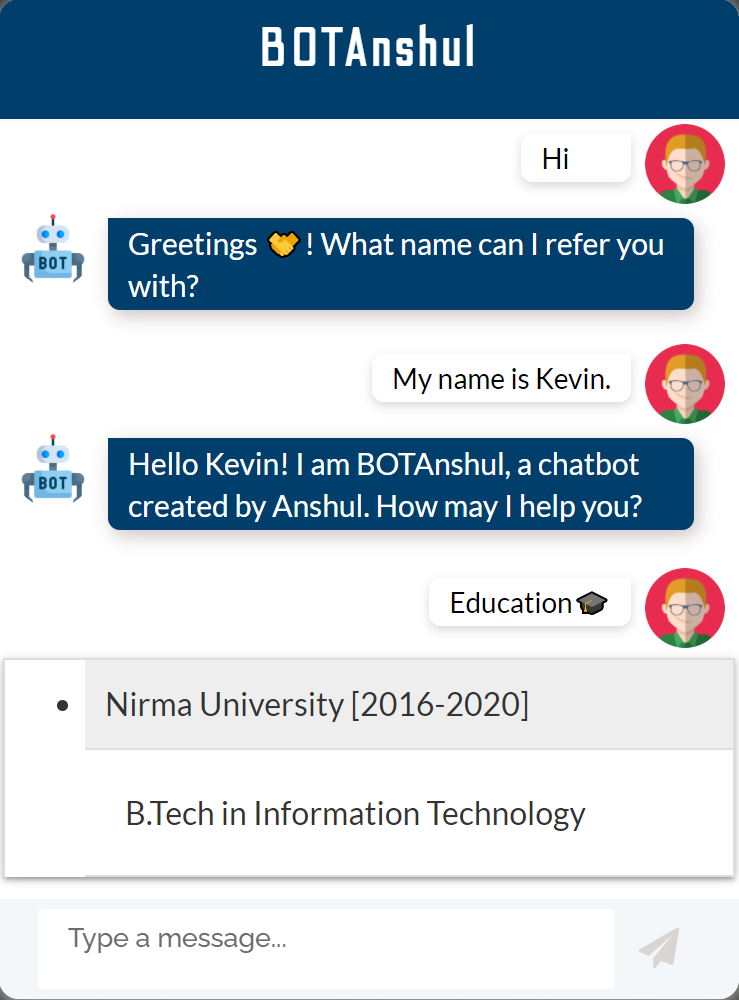 BOTAnshul
Hi
BOT
Greetings 🤝! What name can I refer you
with?
My name is Kevin.
BOT
Hello Kevin! I am BOTAnshul, a chatbot
created by Anshul. How may I help you?
Education🎓
• Nirma University [2016-2020]
B.Tech in Information Technology
Type a message...